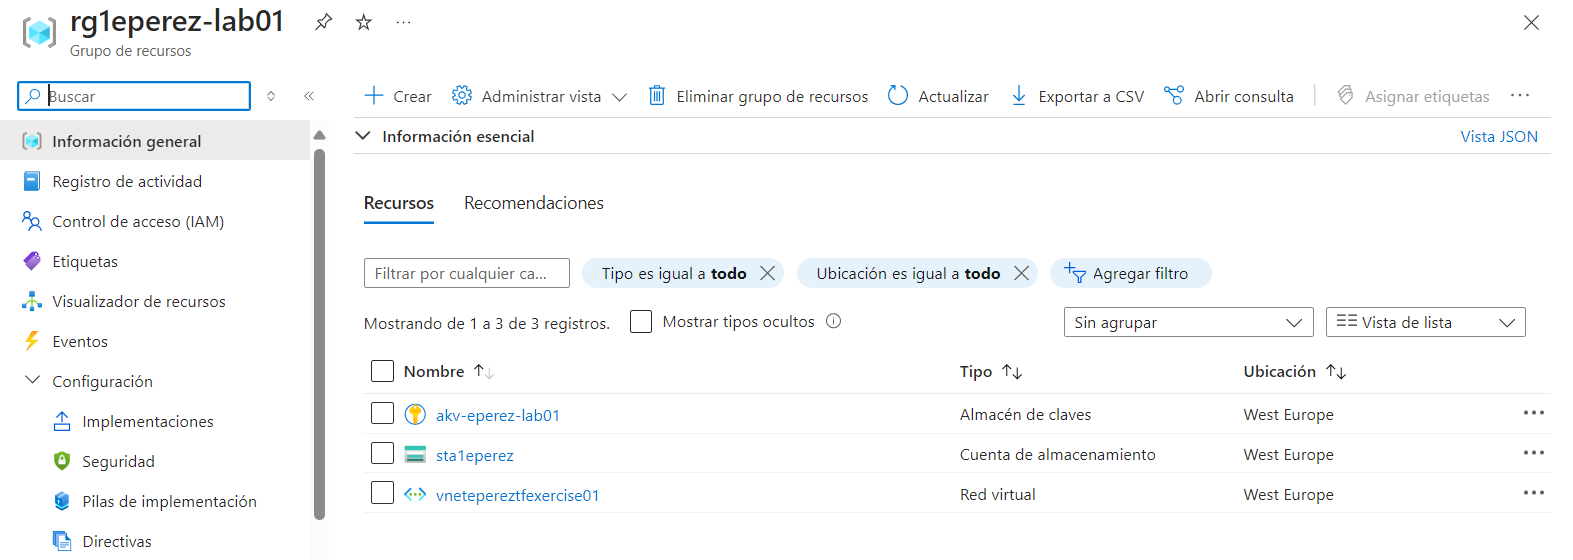 rg1eperez-lab01
Grupo de recursos
Buscar
Información general
Registro de actividad
Control de acceso (IAM)
Etiquetas
Visualizador de recursos
Eventos
Configuración
Implementaciones
Seguridad
Pilas de implementación
Directivas
Crear
Administrar vista
Eliminar grupo de recursos
Actualizar
Exportar a CSV
Abrir consulta
Asignar etiquetas
Información esencial
Vista JSON
Recursos
Recomendaciones
Filtrar por cualquier ca...
Tipo es igual a todo
Ubicación es igual a todo
Agregar filtro
Mostrando de 1 a 3 de 3 registros.
Mostrar tipos ocultos
Sin agrupar
Vista de lista
Nombre Tipo Ubicación
akv-eperez-lab01 Almacén de claves West Europe
sta1eperez Cuenta de almacenamiento West Europe
vnetepereztfexercise01 Red virtual West Europe